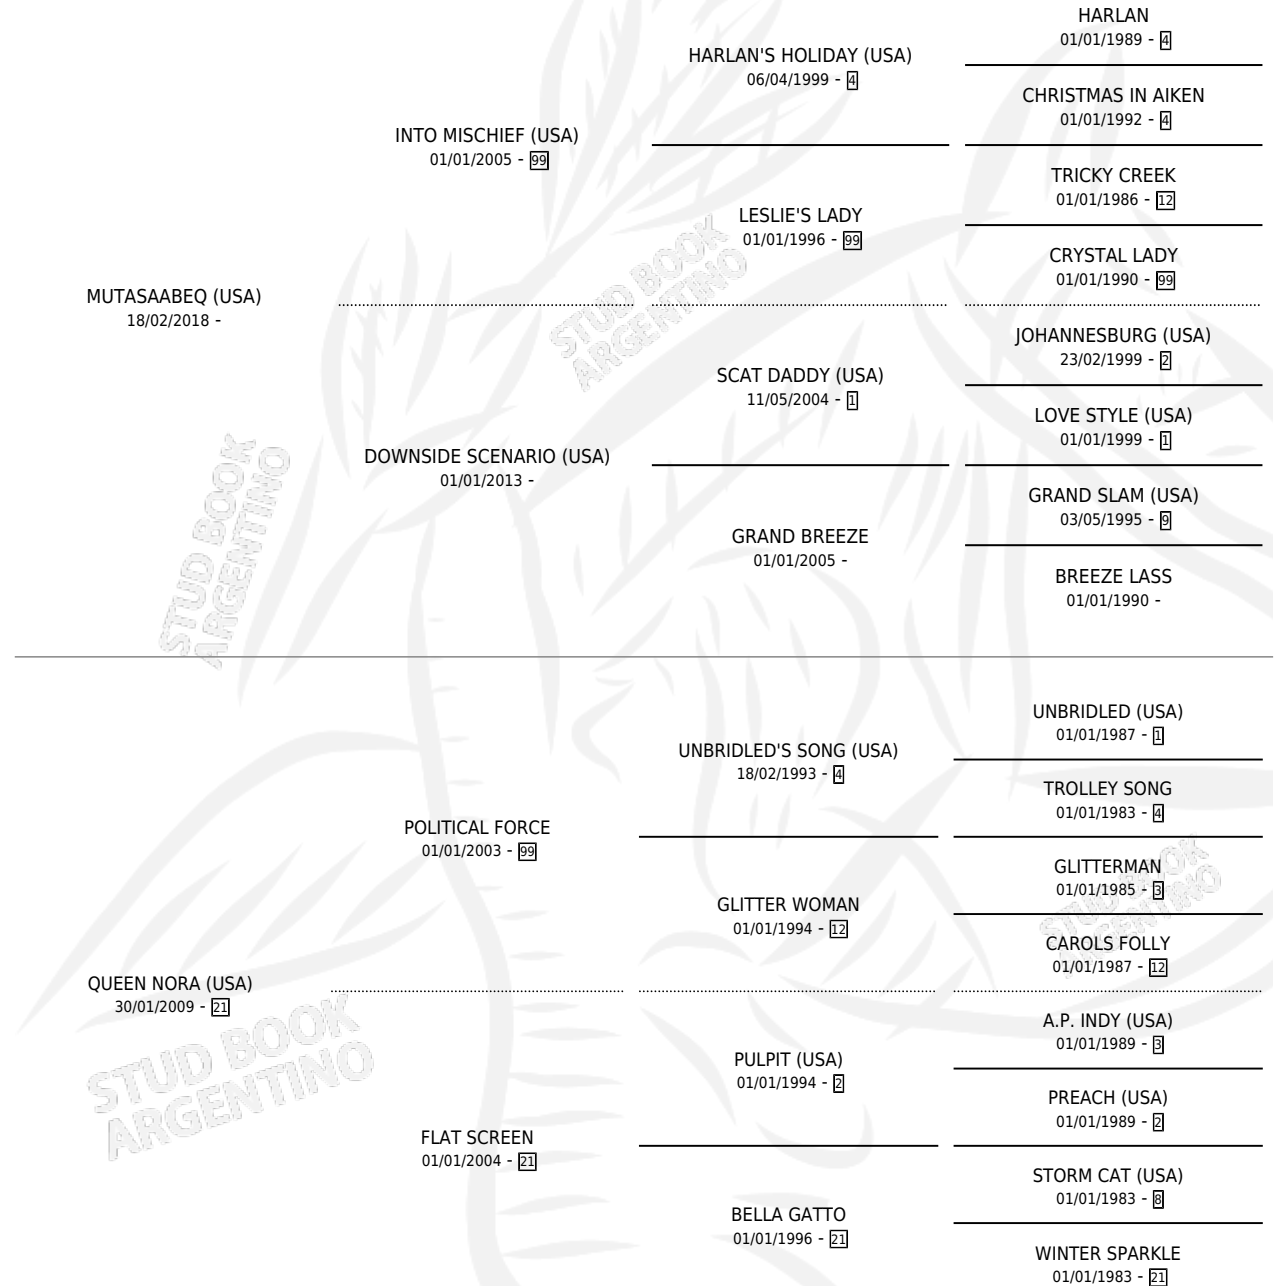 HARLAN
01/01/1989 - 4
HARLAN'S HOLIDAY (USA)
06/04/1999 - 4
CHRISTMAS IN AIKEN
01/01/1992 - 4
INTO MISCHIEF (USA)
01/01/2005 - 99
TRICKY CREEK
01/01/1986 - 12
LESLIE'S LADY
01/01/1996 - 99
CRYSTAL LADY
01/01/1990 - 99
MUTASAABEQ (USA)
18/02/2018 -
JOHANNESBURG (USA)
23/02/1999 - 2
SCAT DADDY (USA)
11/05/2004 - 1
LOVE STYLE (USA)
01/01/1999 - 1
DOWNSIDE SCENARIO (USA)
01/01/2013 -
GRAND SLAM (USA)
03/05/1995 - 9
GRAND BREEZE
01/01/2005 -
BREEZE LASS
01/01/1990 -
UNBRIDLED (USA)
01/01/1987 - 1
UNBRIDLED'S SONG (USA)
18/02/1993 - 4
TROLLEY SONG
01/01/1983 - 4
POLITICAL FORCE
01/01/2003 - 99
GLITTERMAN
01/01/1985 - 3
GLITTER WOMAN
01/01/1994 - 12
CAROLS FOLLY
01/01/1987 - 12
QUEEN NORA (USA)
30/01/2009 - 21
A.P. INDY (USA)
01/01/1989 - 3
PULPIT (USA)
01/01/1994 - 2
PREACH (USA)
01/01/1989 - 2
FLAT SCREEN
01/01/2004 - 21
STORM CAT (USA)
01/01/1983 - 8
BELLA GATTO
01/01/1996 - 21
WINTER SPARKLE
01/01/1983 - 21
STUD BOOK
ARGENTINO
STUD BOOK
ARGENTINO
STUD BOOK
ARGENTINO
STUD BOOK
ARGENTINO